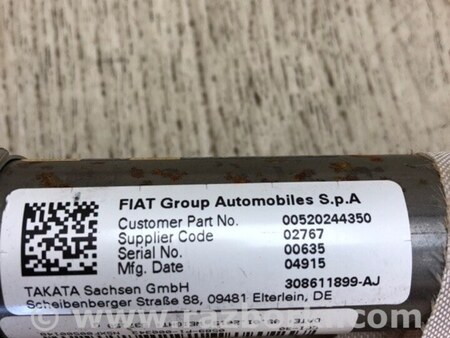 FIAT Group Automobiles S.p.A
Customer Part No. 00520244350
Supplier Code 02767
Serial No. 00635
Mfg. Date 04915
308611899-AJ
TAKATA Sachsen GmbH
Scheibenberger Straße 88, 09481 Elterlein, DE